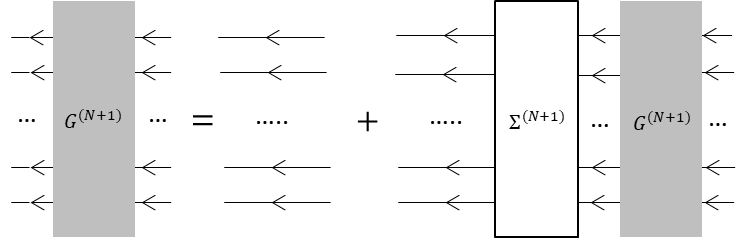 ... G^(N+1) ... = ..... + ..... Σ^(N+1) ... G^(N+1) ...